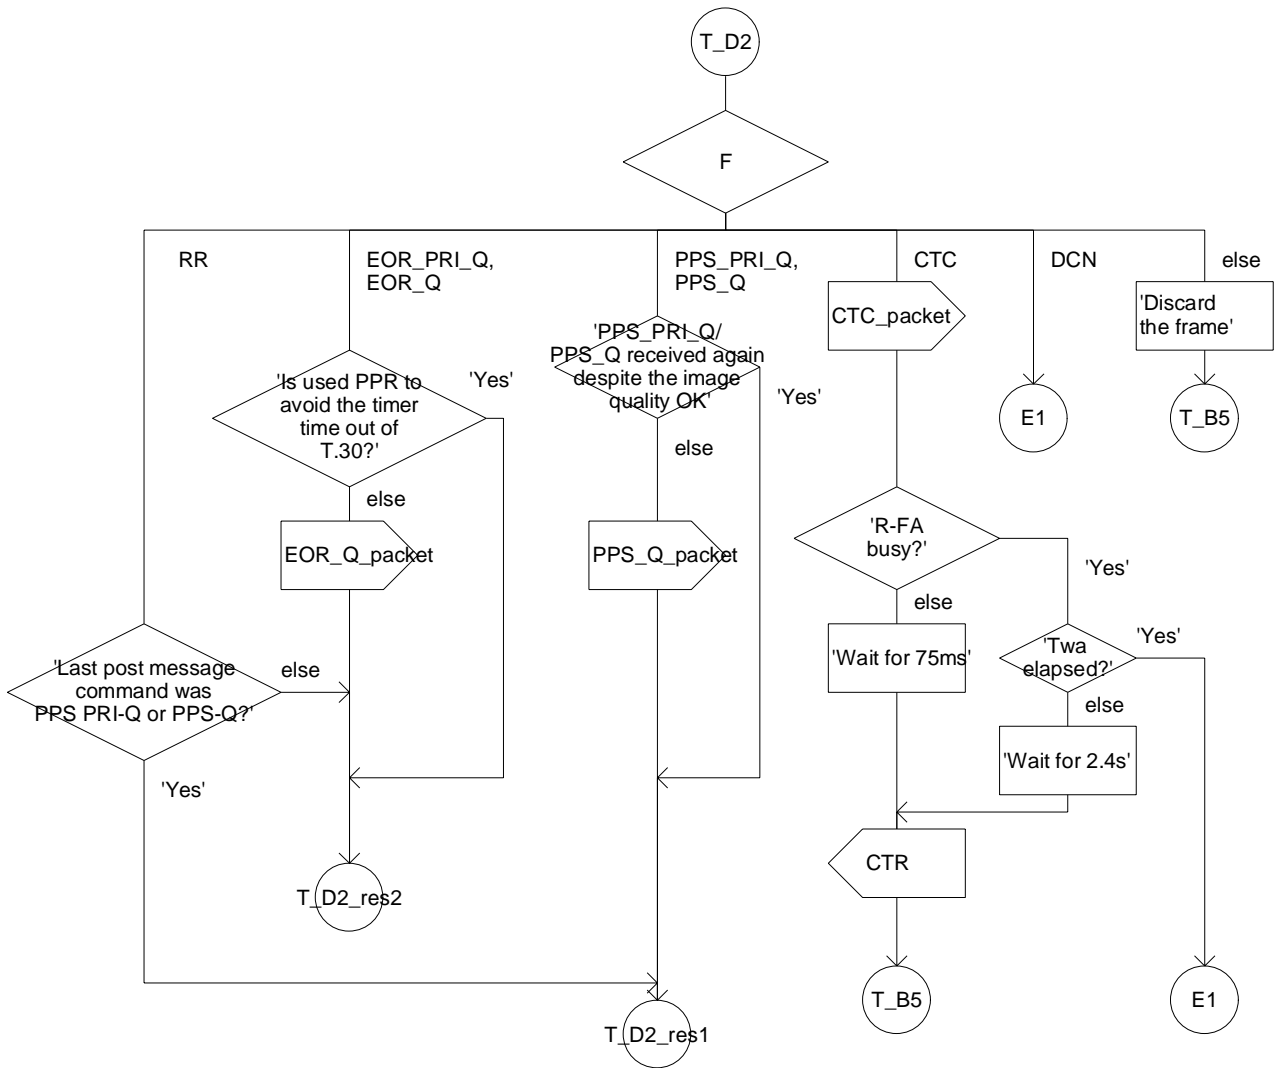 T_D2
F
RR
EOR_PRI_Q,
EOR_Q
PPS_PRI_Q,
PPS_Q
CTC
DCN
else
CTC_packet
'Discard
the frame'
'PPS_PRI_Q/
PPS_Q received again
despite the image
quality OK'
'Yes'
else
'Is used PPR to
avoid the timer
time out of
T.30?'
'Yes'
else
E1
T_B5
EOR_Q_packet
PPS_Q_packet
'R-FA
busy?'
'Yes'
else
'Wait for 75ms'
'Twa
elapsed?'
'Yes'
else
'Wait for 2.4s'
'Last post message
command was
PPS PRI-Q or PPS-Q?'
else
'Yes'
CTR
T_D2_res2
T_B5
E1
T_D2_res1